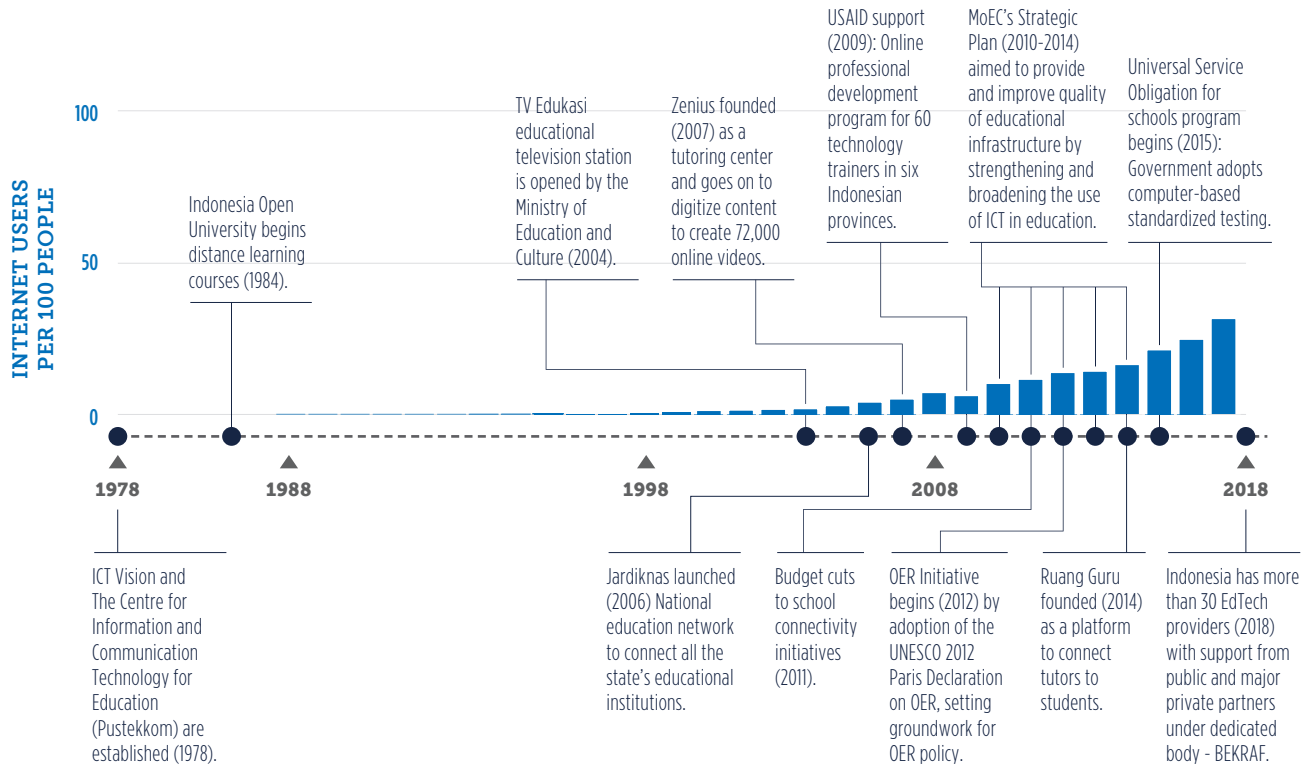 USAID support
(2009): Online
professional
development
program for 60
technology
trainers in six
Indonesian
provinces.
MoEC's Strategic
Plan (2010-2014)
aimed to provide
and improve quality
of educational
infrastructure by
strengthening and
broadening the use
of ICT in education.
Universal Service
Obligation for
schools program
begins (2015):
Government adopts
computer-based
standardized testing.
TV Edukasi
educational
television station
is opened by the
Ministry of
Education and
Culture (2004).
Zenius founded
(2007) as a
tutoring center
and goes on to
digitize content
to create 72,000
online videos.
Indonesia Open
University begins
distance learning
courses (1984).
INTERNET USERS
PER 100 PEOPLE
100
50
0
1978
1988
1998
2008
2018
ICT Vision and
The Centre for
Information and
Communication
Technology for
Education
(Pustekkom) are
established (1978).
Jardiknas launched
(2006) National
education network
to connect all the
state's educational
institutions.
Budget cuts
to school
connectivity
initiatives
(2011).
OER Initiative
begins (2012) by
adoption of the
UNESCO 2012
Paris Declaration
on OER, setting
groundwork for
OER policy.
Ruang Guru
founded (2014)
as a platform
to connect
tutors to
students.
Indonesia has more
than 30 EdTech
providers (2018)
with support from
public and major
private partners
under dedicated
body - BEKRAF.